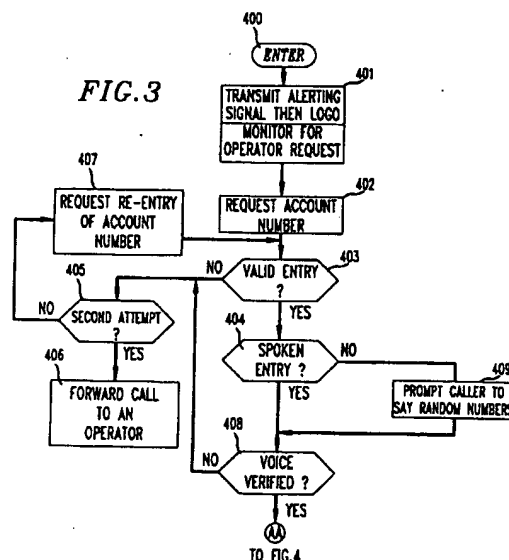 400
ENTER
FIG.3
401
TRANSMIT ALERTING
SIGNAL THEN LOGO
MONITOR FOR
OPERATOR REQUEST
407
REQUEST RE-ENTRY
OF ACCOUNT
NUMBER
402
REQUEST ACCOUNT
NUMBER
403
VALID ENTRY
?
NO
YES
405
SECOND ATTEMPT
?
NO
YES
404
SPOKEN
ENTRY ?
NO
YES
406
FORWARD CALL
TO AN
OPERATOR
409
PROMPT CALLER TO
SAY RANDOM NUMBERS
408
VOICE
VERIFIED ?
NO
YES
AA
TO FIG.4